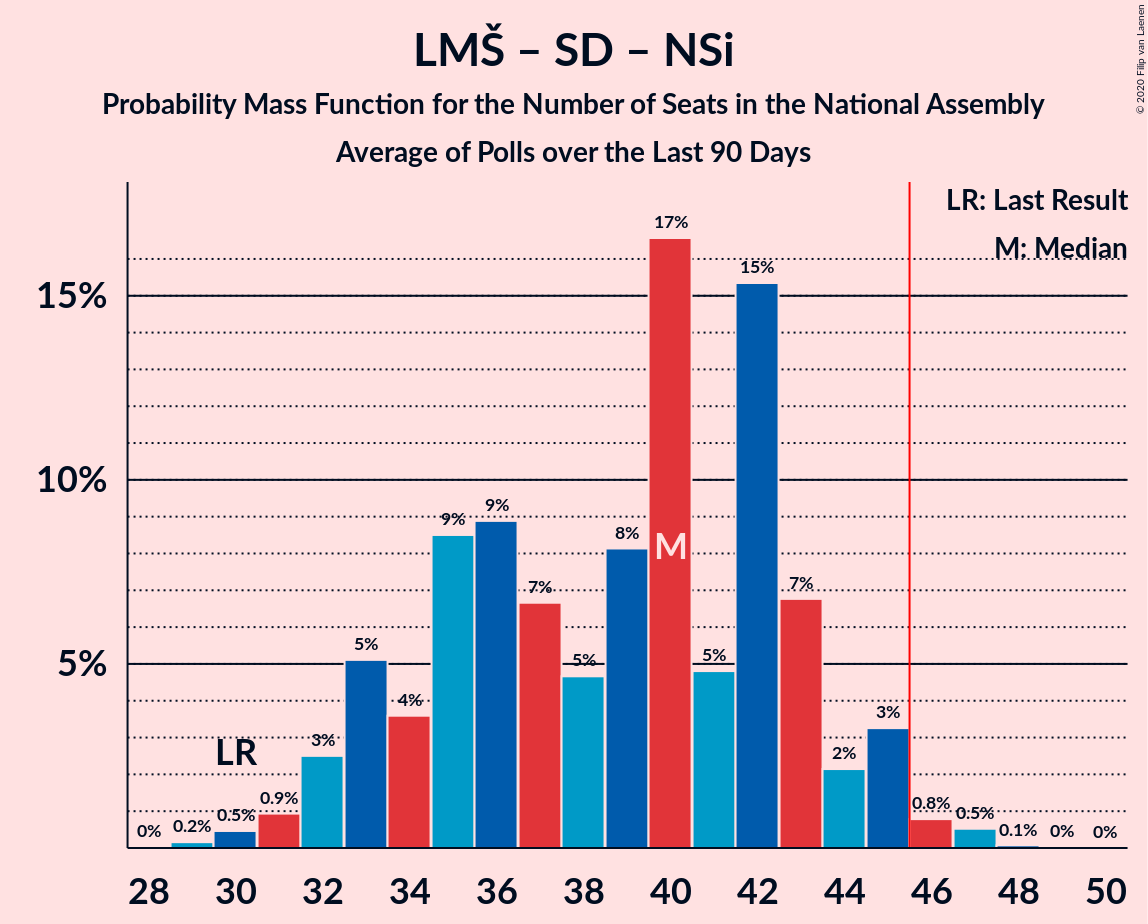 LMŠ – SD – NSi
Probability Mass Function for the Number of Seats in the National Assembly
Average of Polls over the Last 90 Days
© 2020 Filip van Laenen
LR: Last Result
M: Median
15%
10%
5%
0%
0.2%
0.5%
0.9%
3%
5%
4%
9%
9%
7%
5%
8%
17%
5%
15%
7%
2%
3%
0.8%
0.5%
0.1%
0%
0%
LR
M
28 30 32 34 36 38 40 42 44 46 48 50